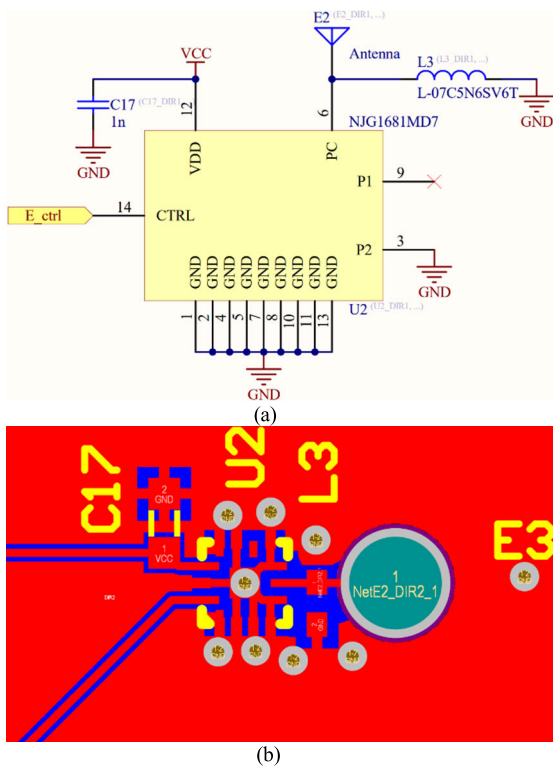 E2 (E2_DIR1, ...)
VCC
Antenna
L3 (L3_DIR1, ...)
C17 (C17_DIR1
L-07C5N6SV6T
1n
12
6
NJG1681MD7
GND
GND
VDD
PC
P1
9
14
E_ctrl
CTRL
P2
3
GND
GND GND GND GND GND GND GND GND GND
U2 (U2_DIR1, ...)
1 2 4 5 7 8 10 11 13
GND
(a)
C17
U2
L3
E3
2
GND
1
VCC
DIR2
1
NetE2_DIR2_1
2
GND
(b)